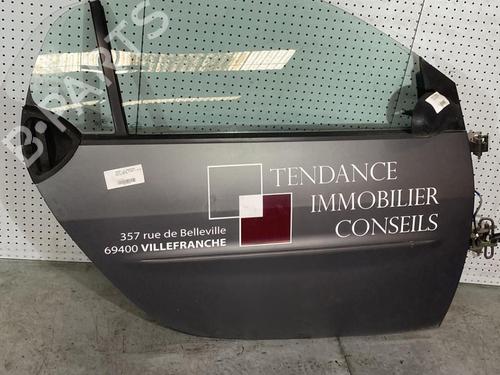 B-PARTS
TENDANCE
IMMOBILIER
CONSEILS
357 rue de Belleville
69400 VILLEFRANCHE